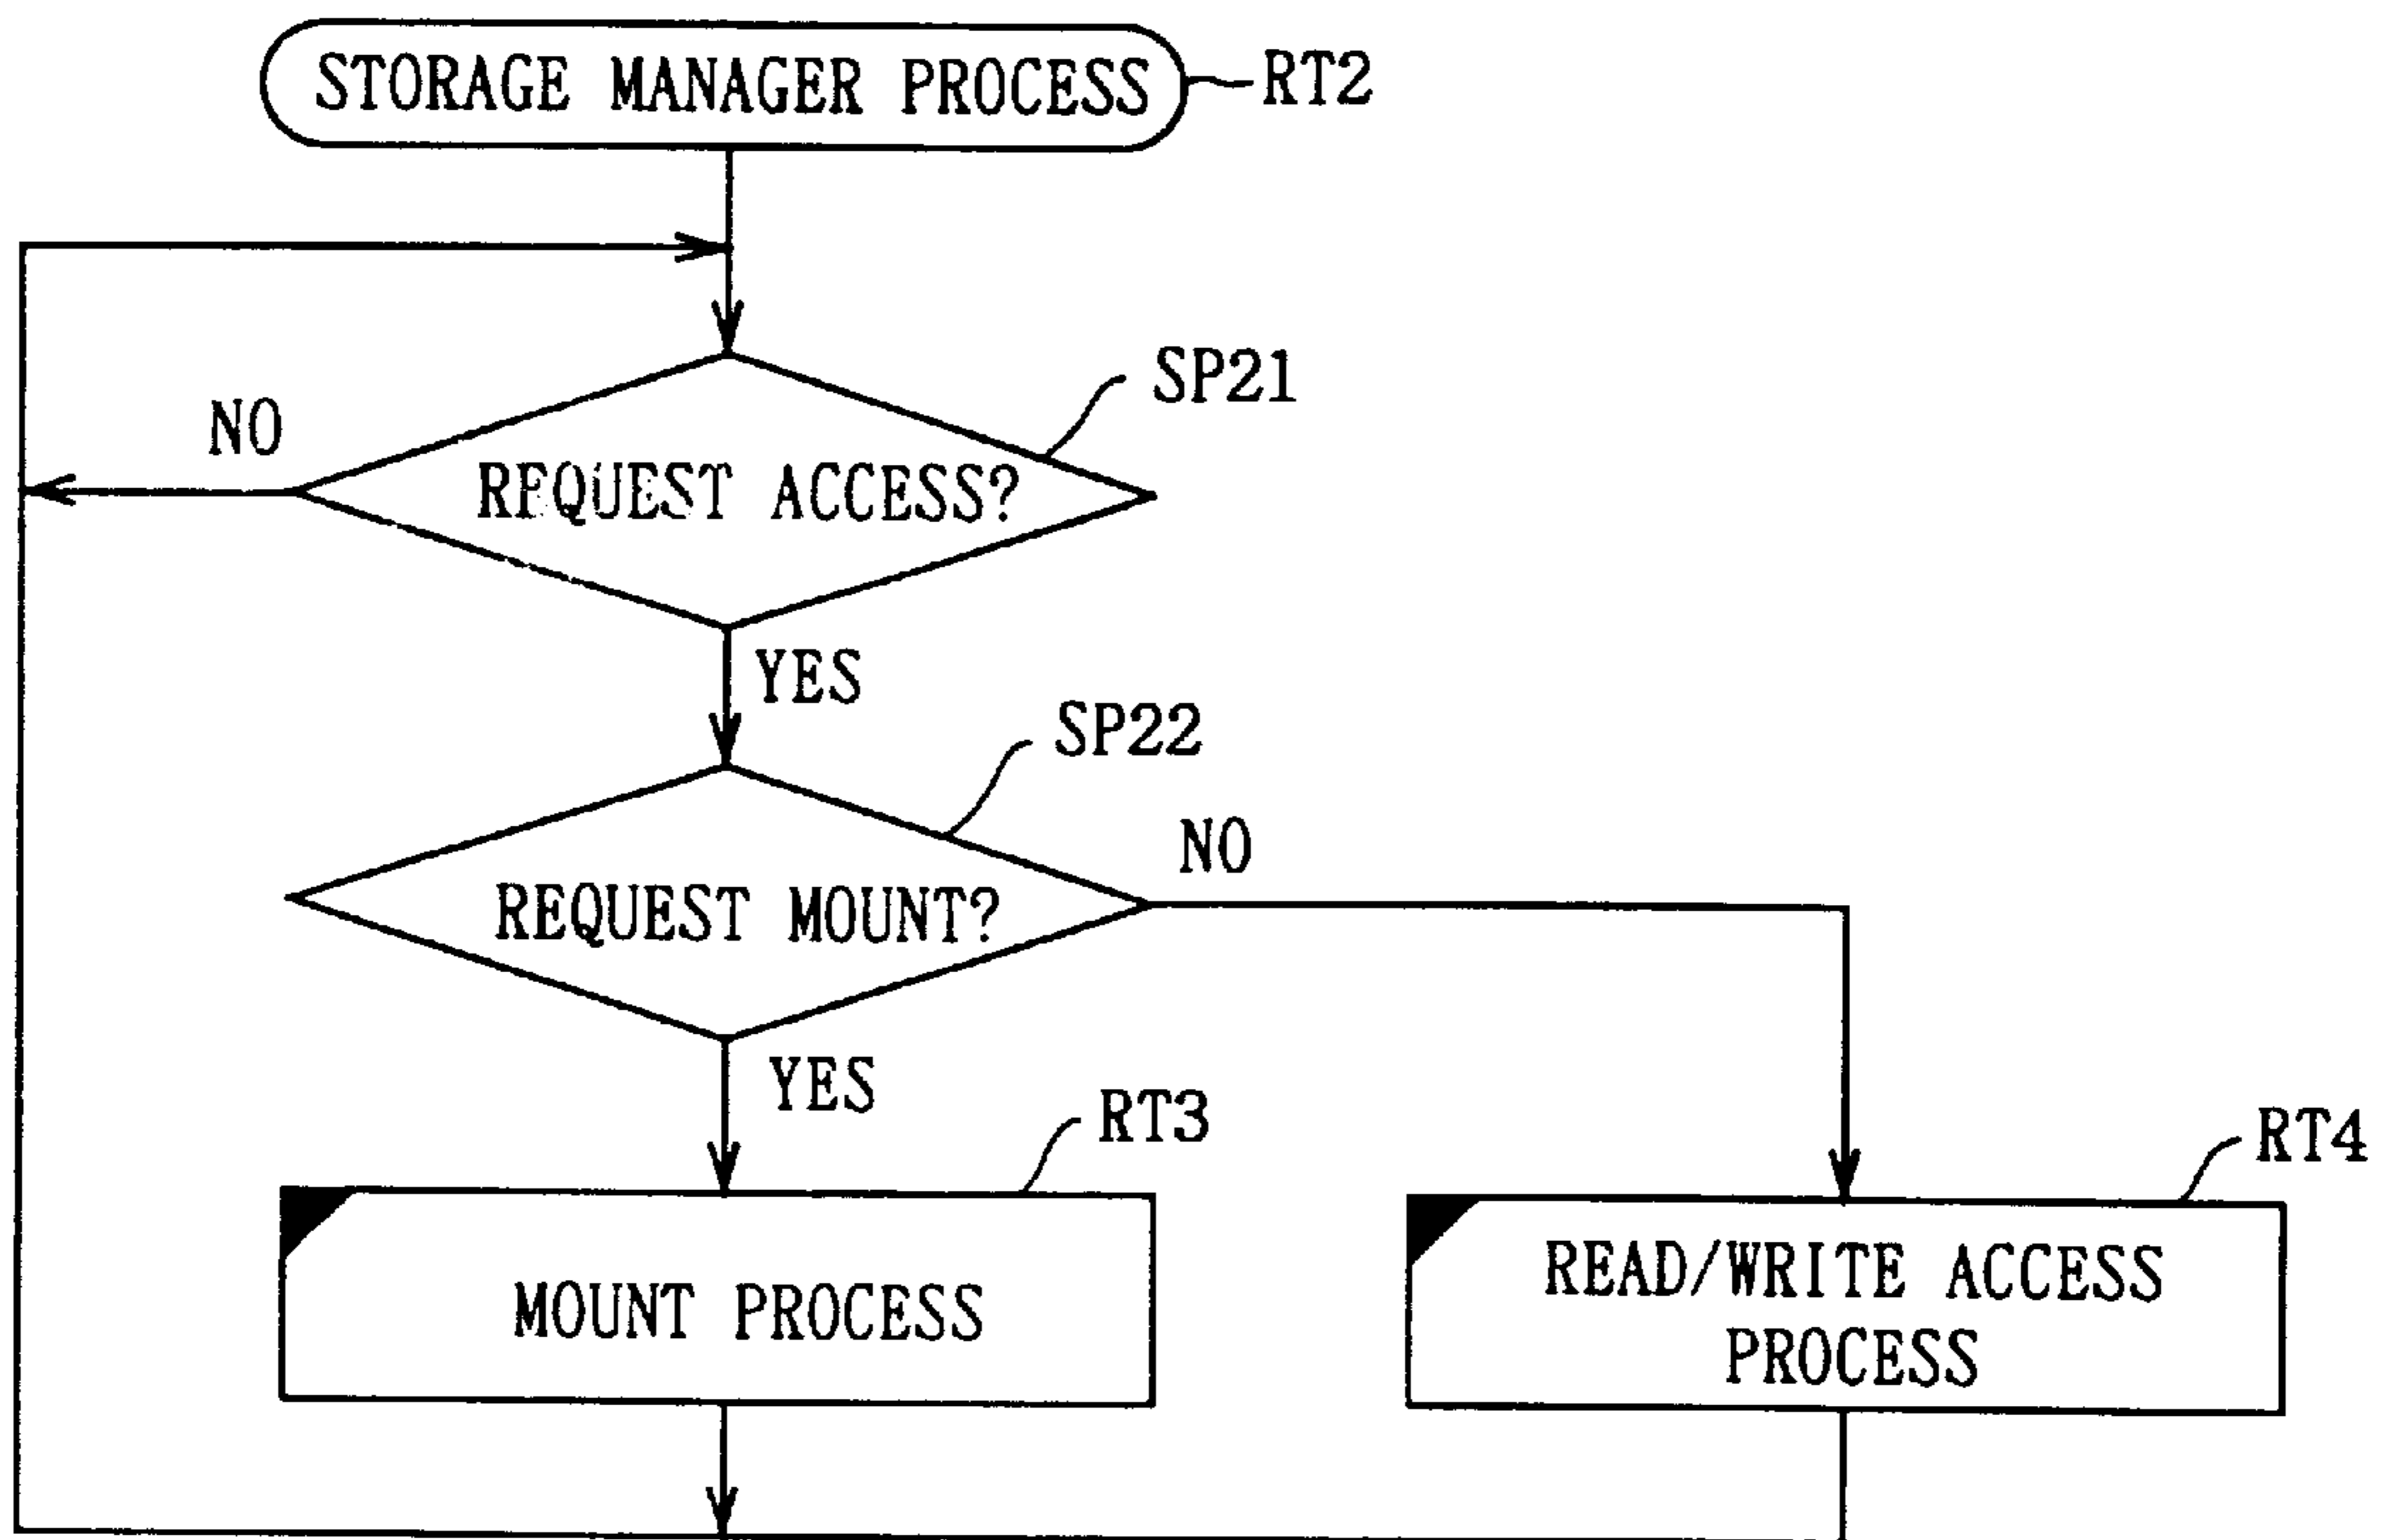 STORAGE MANAGER PROCESS
RT2
SP21
NO
REQUEST ACCESS?
YES
SP22
NO
REQUEST MOUNT?
YES
RT3
RT4
MOUNT PROCESS
READ/WRITE ACCESS
PROCESS